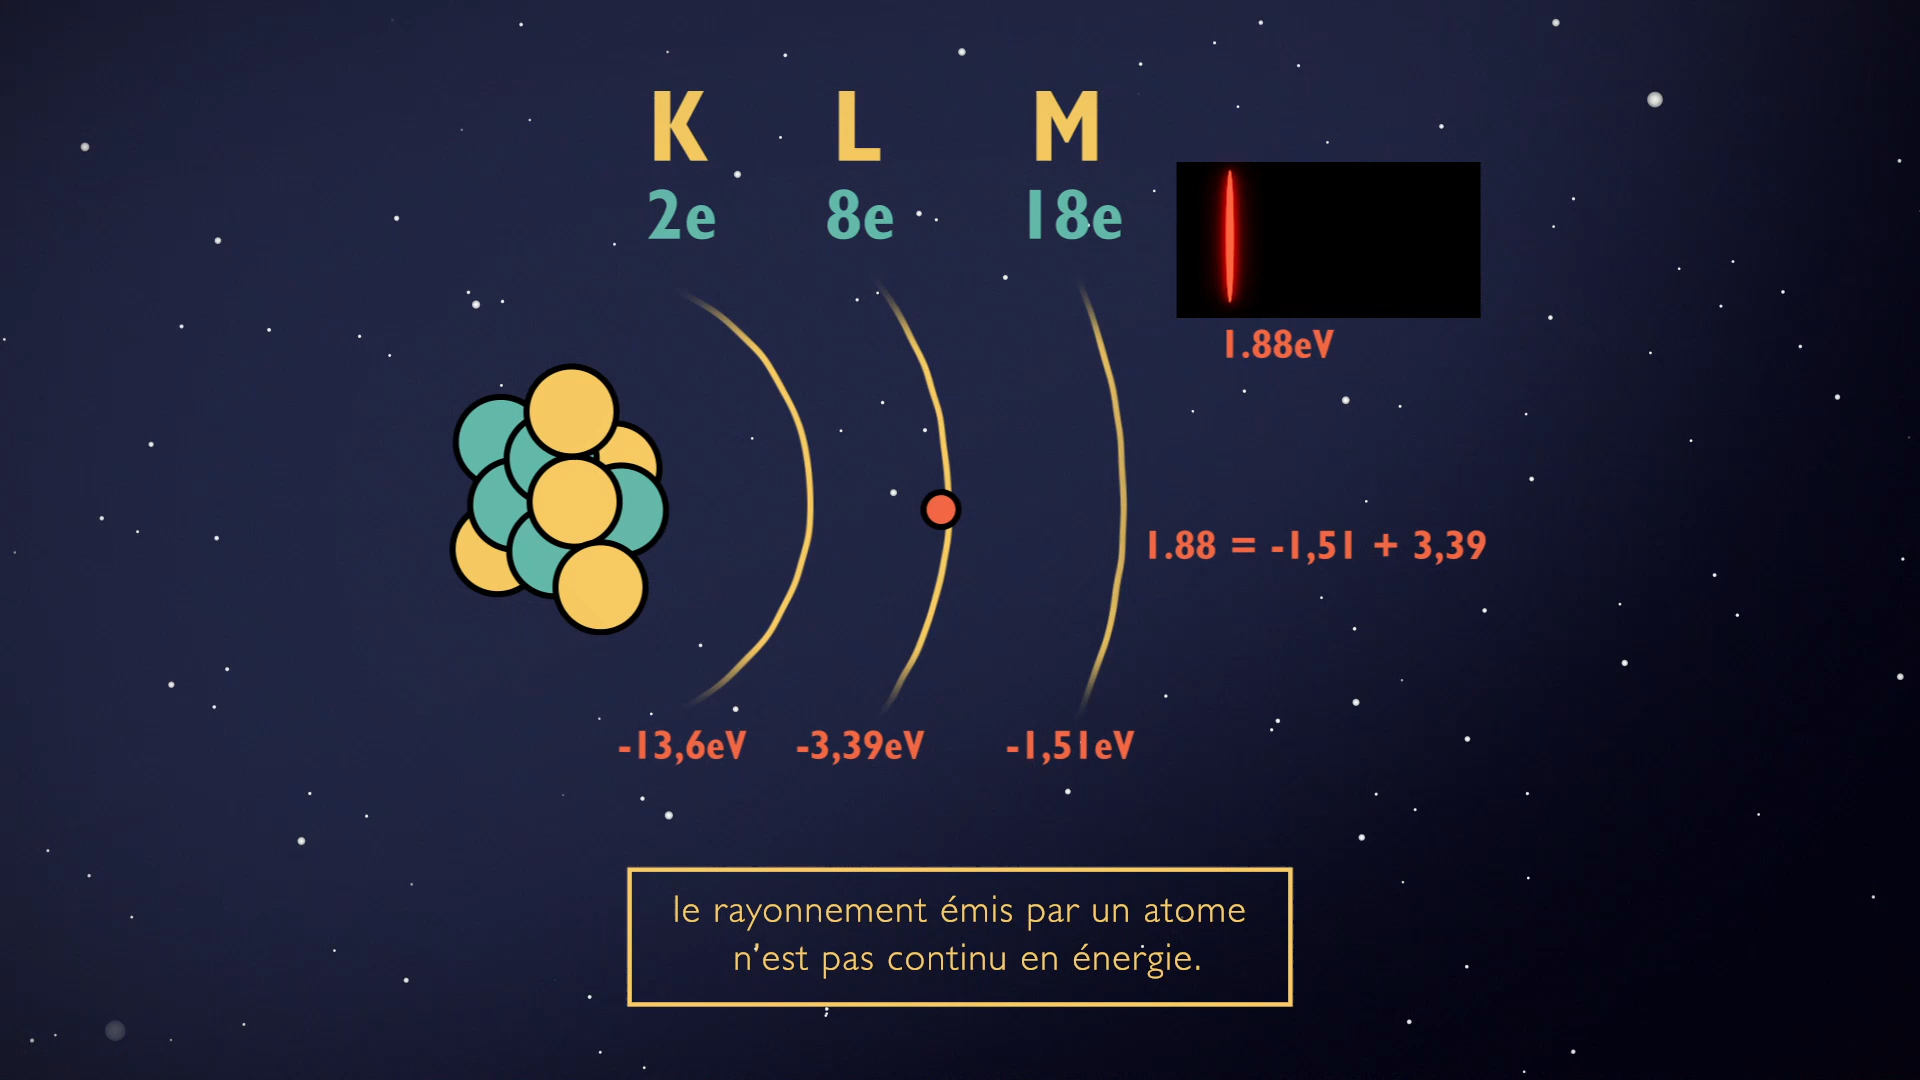 K L M
2e 8e 18e
1.88eV
1.88 = -1,51 + 3,39
-13,6eV -3,39eV -1,51eV
le rayonnement émis par un atome
n'est pas continu en énergie.